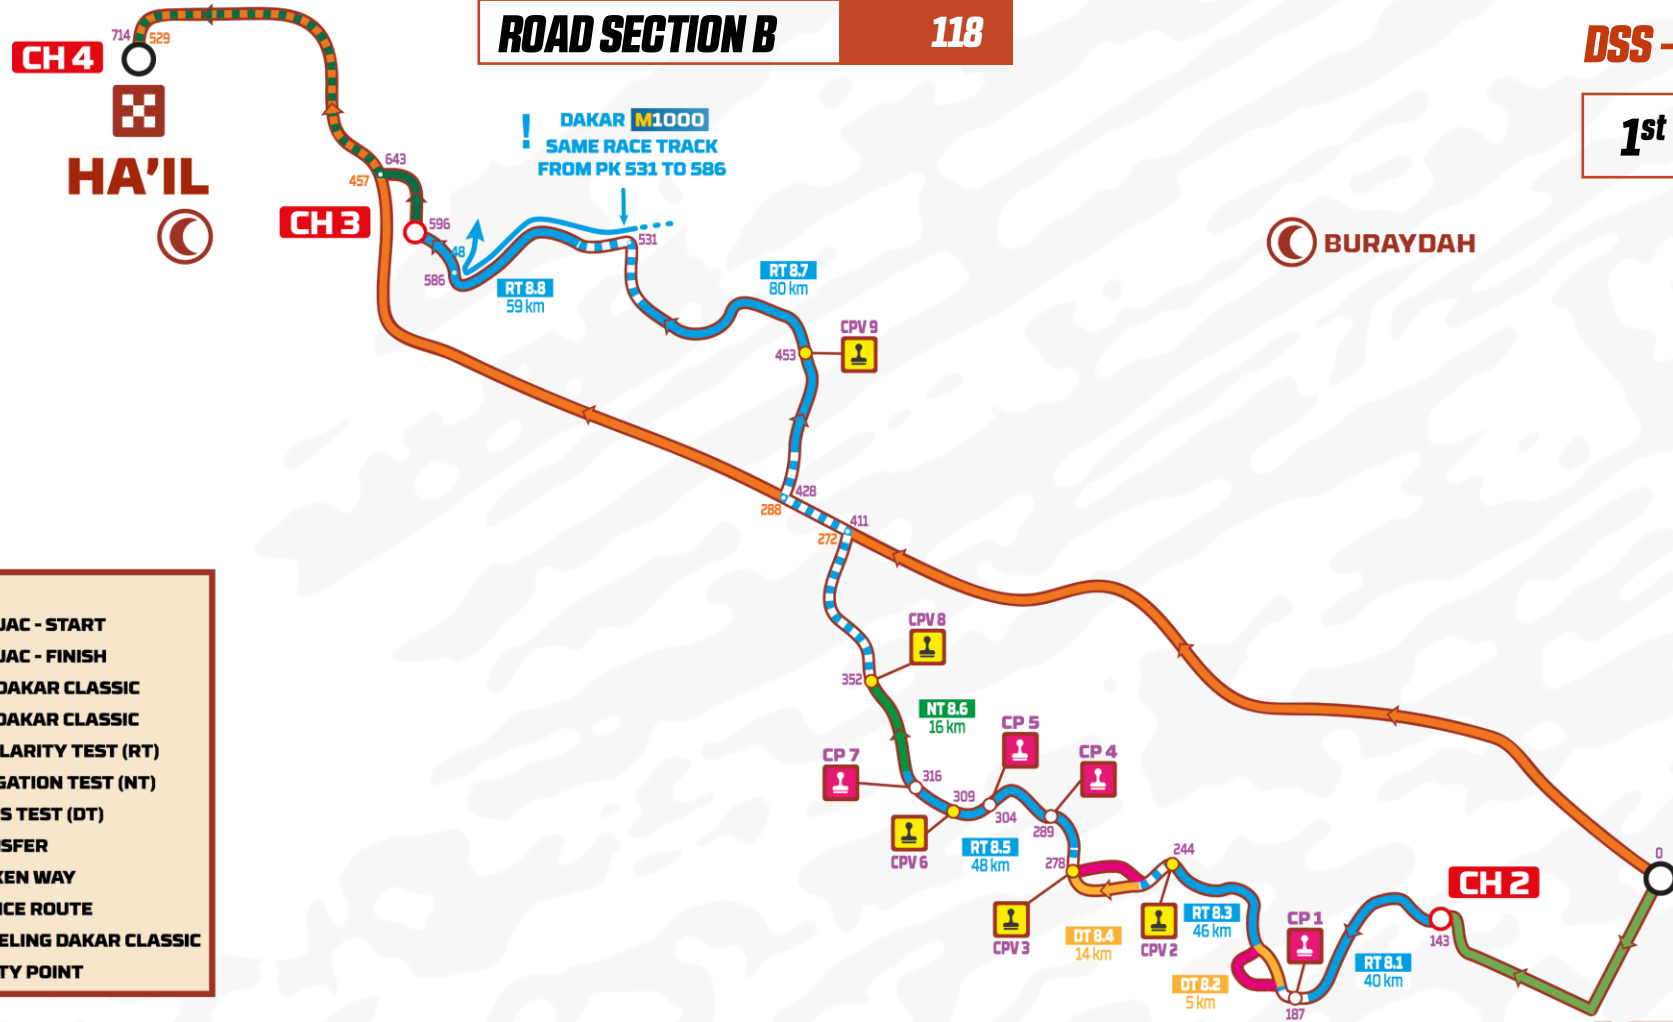 ROAD SECTION B
118
DSS -
1st
714
529
CH 4
HA'IL
! DAKAR M1000
SAME RACE TRACK
FROM PK 531 TO 586
643
457
CH 3
596
48
586
531
RT 8.8
59 km
RT 8.7
80 km
BURAYDAH
CPV 9
453
428
288
411
272
CPV 8
352
NT 8.6
16 km
CP 7
316
CP 5
CP 4
309
304
289
CPV 6
RT 8.5
48 km
278
244
CPV 3
DT 8.4
14 km
CPV 2
RT 8.3
46 km
CP 1
DT 8.2
5 km
187
RT 8.1
40 km
CH 2
143
0
JAC - START
JAC - FINISH
DAKAR CLASSIC
DAKAR CLASSIC
LARITY TEST (RT)
GATION TEST (NT)
S TEST (DT)
SFER
KEN WAY
ICE ROUTE
ELING DAKAR CLASSIC
TY POINT